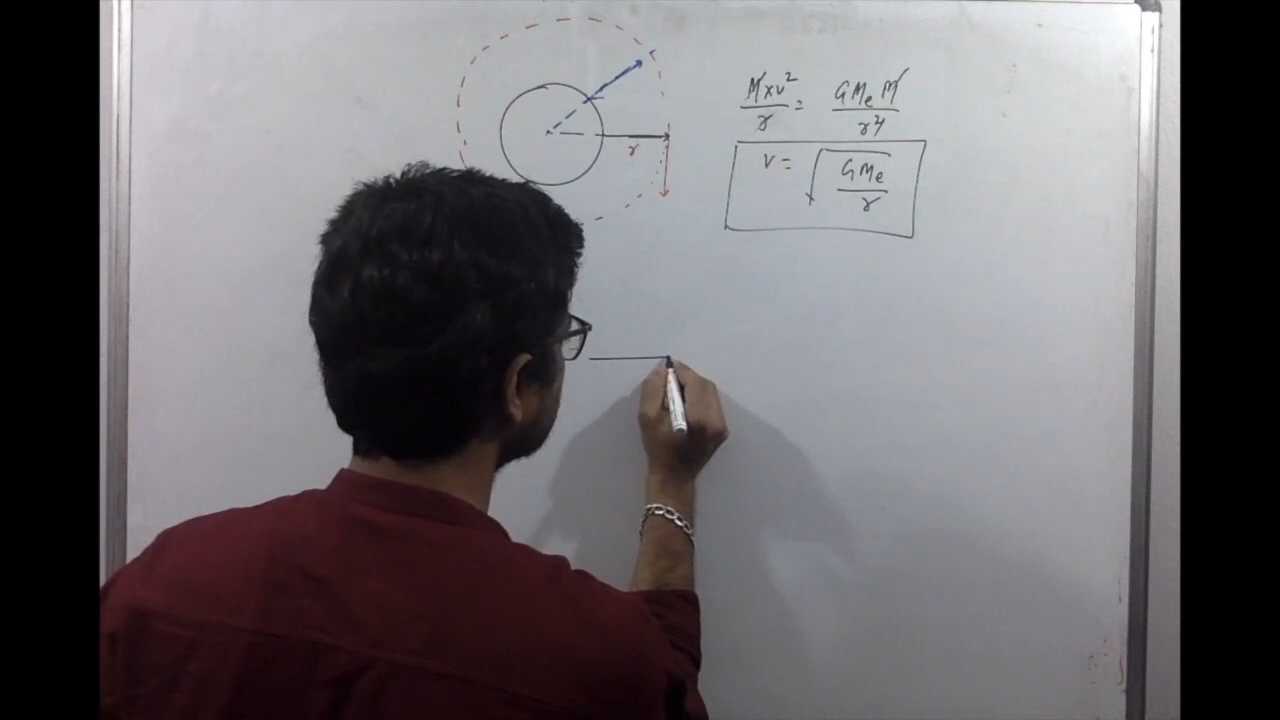 r
M×v²/r = GMₑM/r²
v = √(GMₑ/r)